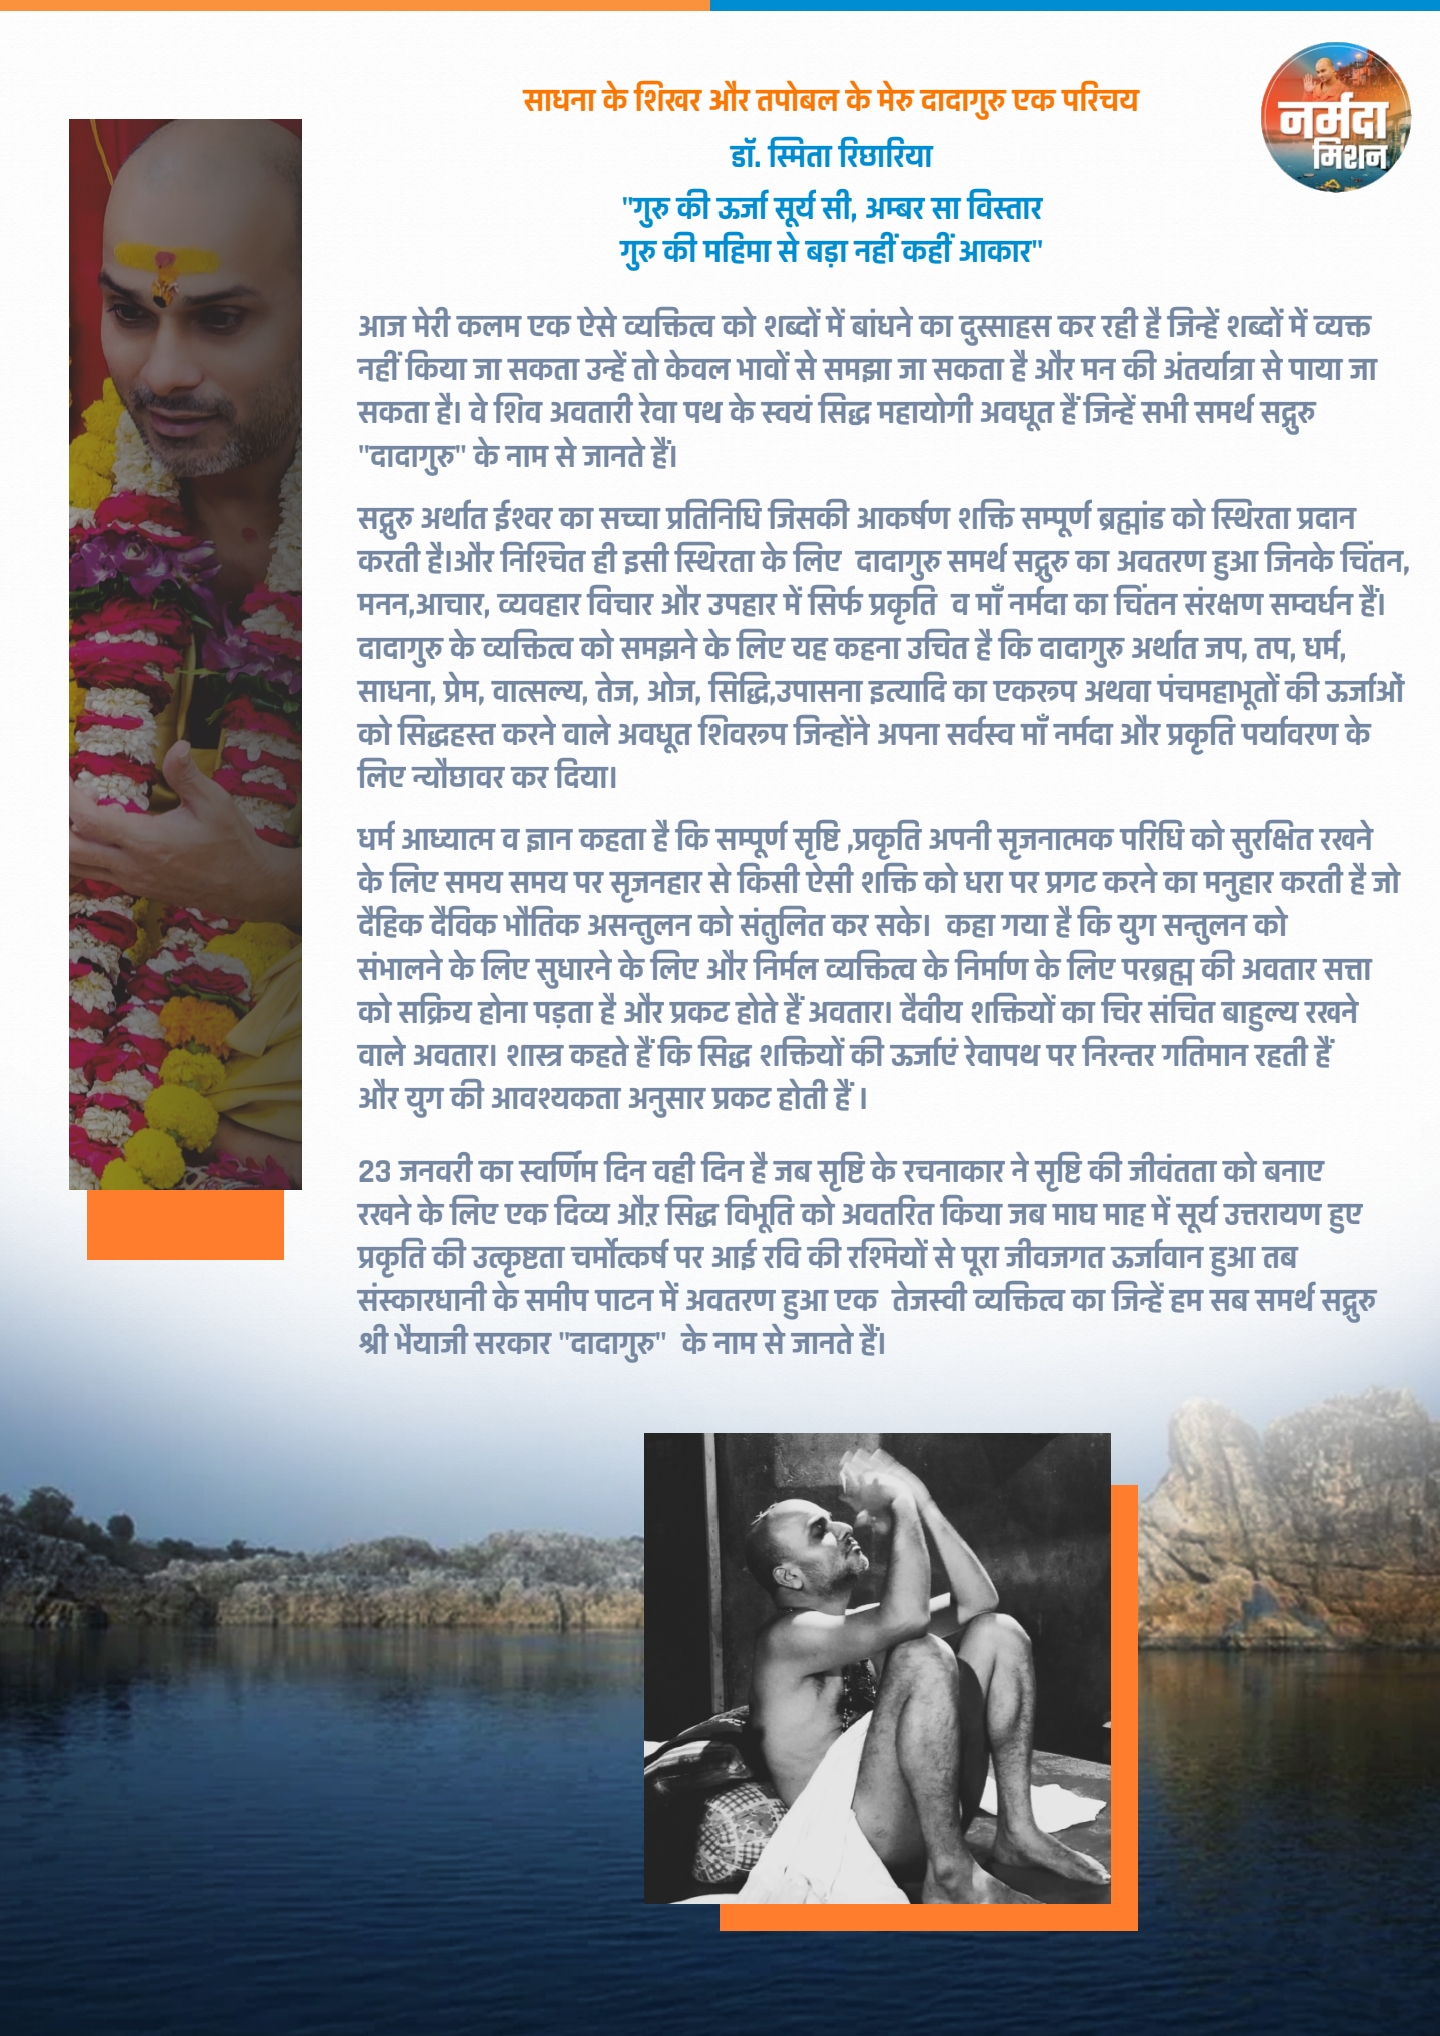 साधना के शिखर और तपोबल के मेरु दादागुरु एक परिचय
नर्मदा
मिशन
डॉ. स्मिता रिछारिया
"गुरु की ऊर्जा सूर्य सी, अम्बर सा विस्तार
गुरु की महिमा से बड़ा नहीं कहीं आकार"
आज मेरी कलम एक ऐसे व्यक्तित्व को शब्दों में बांधने का दुस्साहस कर रही है जिन्हें शब्दों में व्यक्त
नहीं किया जा सकता उन्हें तो केवल भावों से समझा जा सकता है और मन की अंतर्यात्रा से पाया जा
सकता है। वे शिव अवतारी रेवा पथ के स्वयं सिद्ध महायोगी अवधूत हैं जिन्हें सभी समर्थ सद्गुरु
"दादागुरु" के नाम से जानते हैं।
सद्गुरु अर्थात ईश्वर का सच्चा प्रतिनिधि जिसकी आकर्षण शक्ति सम्पूर्ण ब्रह्मांड को स्थिरता प्रदान
करती है।और निश्चित ही इसी स्थिरता के लिए  दादागुरु समर्थ सद्गुरु का अवतरण हुआ जिनके चिंतन,
मनन,आचार, व्यवहार विचार और उपहार में सिर्फ प्रकृति  व माँ नर्मदा का चिंतन संरक्षण सम्वर्धन हैं।
दादागुरु के व्यक्तित्व को समझने के लिए यह कहना उचित है कि दादागुरु अर्थात जप, तप, धर्म,
साधना, प्रेम, वात्सल्य, तेज, ओज, सिद्धि,उपासना इत्यादि का एकरूप अथवा पंचमहाभूतों की ऊर्जाओं
को सिद्धहस्त करने वाले अवधूत शिवरूप जिन्होंने अपना सर्वस्व माँ नर्मदा और प्रकृति पर्यावरण के
लिए न्यौछावर कर दिया।
धर्म आध्यात्म व ज्ञान कहता है कि सम्पूर्ण सृष्टि ,प्रकृति अपनी सृजनात्मक परिधि को सुरक्षित रखने
के लिए समय समय पर सृजनहार से किसी ऐसी शक्ति को धरा पर प्रगट करने का मनुहार करती है जो
दैहिक दैविक भौतिक असन्तुलन को संतुलित कर सके।  कहा गया है कि युग सन्तुलन को
संभालने के लिए सुधारने के लिए और निर्मल व्यक्तित्व के निर्माण के लिए परब्रह्म की अवतार सत्ता
को सक्रिय होना पड़ता है और प्रकट होते हैं अवतार। दैवीय शक्तियों का चिर संचित बाहुल्य रखने
वाले अवतार। शास्त्र कहते हैं कि सिद्ध शक्तियों की ऊर्जाएं रेवापथ पर निरन्तर गतिमान रहती हैं
और युग की आवश्यकता अनुसार प्रकट होती हैं ।
23 जनवरी का स्वर्णिम दिन वही दिन है जब सृष्टि के रचनाकार ने सृष्टि की जीवंतता को बनाए
रखने के लिए एक दिव्य औऱ सिद्ध विभूति को अवतरित किया जब माघ माह में सूर्य उत्तरायण हुए
प्रकृति की उत्कृष्टता चर्मोत्कर्ष पर आई रवि की रश्मियों से पूरा जीवजगत ऊर्जावान हुआ तब
संस्कारधानी के समीप पाटन में अवतरण हुआ एक  तेजस्वी व्यक्तित्व का जिन्हें हम सब समर्थ सद्गुरु
श्री भैयाजी सरकार "दादागुरु"  के नाम से जानते हैं।